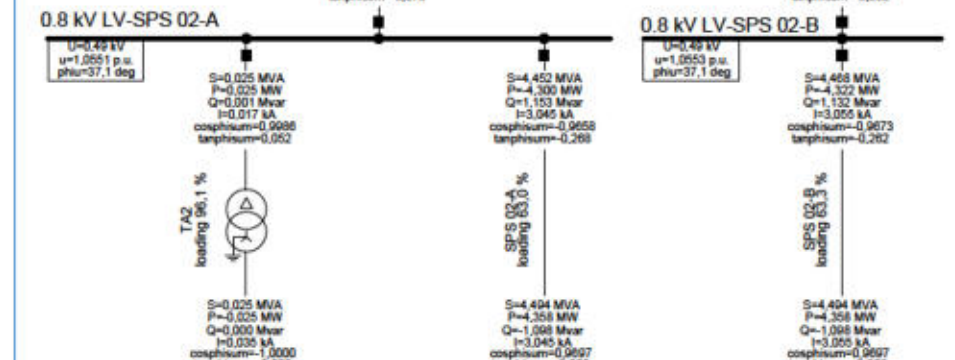 0.8 kV LV-SPS 02-A
0.8 kV LV-SPS 02-B
U=0,49 kV
u=1,0551 p.u.
phiu=37,1 deg
U=0,49 kV
u=1,0553 p.u.
phiu=37,1 deg
S=0,025 MVA
P=0,025 MW
Q=0,001 Mvar
I=0,017 kA
cosphisum=0,9986
tanphisum=0,052
S=4,452 MVA
P=-4,300 MW
Q=1,153 Mvar
I=3,045 kA
cosphisum=-0,9658
tanphisum=-0,268
S=4,468 MVA
P=-4,322 MW
Q=1,132 Mvar
I=3,055 kA
cosphisum=-0,9673
tanphisum=-0,262
TA2
loading 96,1 %
SPS 02-A
loading 63,0 %
SPS 02-B
loading 63,3 %
S=0,025 MVA
P=-0,025 MW
Q=0,000 Mvar
I=0,035 kA
cosphisum=-1,0000
S=4,494 MVA
P=4,358 MW
Q=-1,098 Mvar
I=3,045 kA
cosphisum=0,9697
S=4,494 MVA
P=4,358 MW
Q=-1,098 Mvar
I=3,055 kA
cosphisum=0,9697